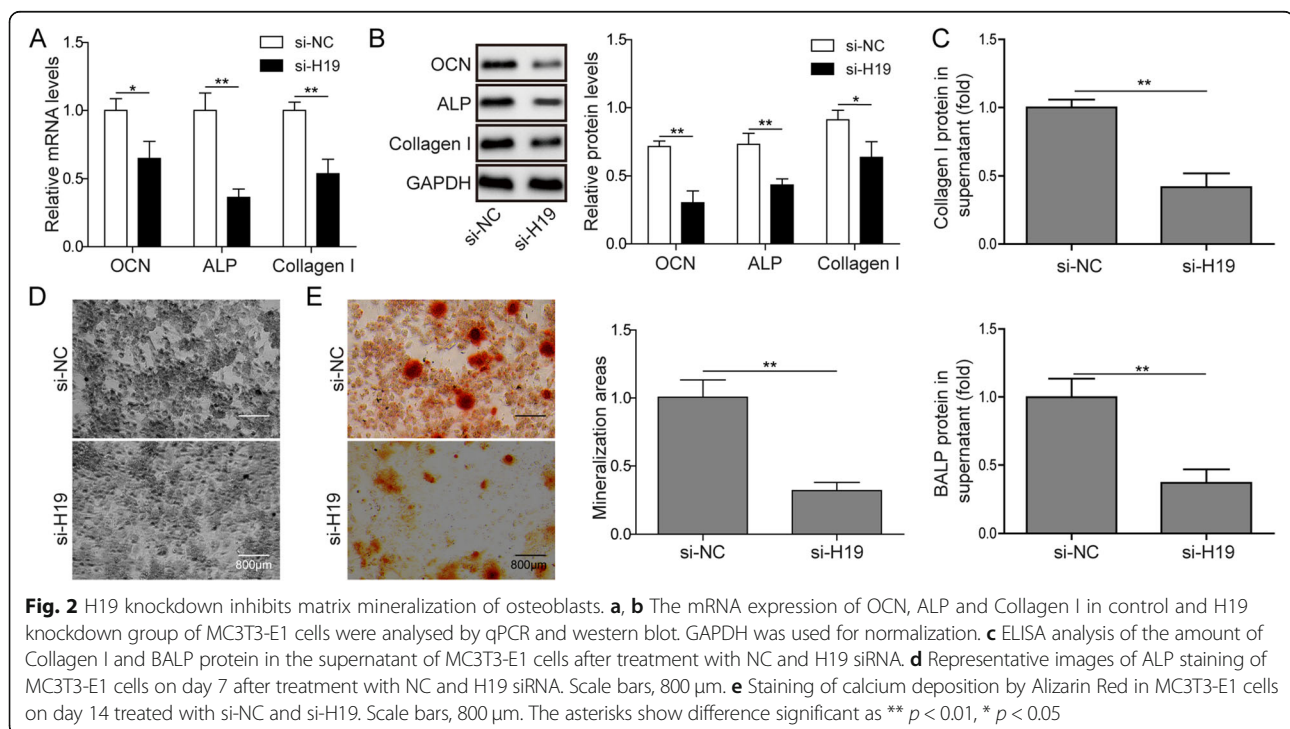 A
si-NC
si-H19
Relative mRNA levels
1.5
1.0
0.5
0.0
*
**
**
OCN
ALP
Collagen I
B
OCN
ALP
Collagen I
GAPDH
si-NC
si-H19
si-NC
si-H19
Relative protein levels
1.5
1.0
0.5
0.0
**
**
*
OCN
ALP
Collagen I
C
Collagen I protein in
supernatant (fold)
1.5
1.0
0.5
0.0
**
si-NC
si-H19
D
si-NC
si-H19
800μm
E
si-NC
si-H19
800μm
Mineralization areas
1.5
1.0
0.5
0.0
**
si-NC
si-H19
BALP protein in
supernatant (fold)
1.5
1.0
0.5
0.0
**
si-NC
si-H19
Fig. 2 H19 knockdown inhibits matrix mineralization of osteoblasts. a, b The mRNA expression of OCN, ALP and Collagen I in control and H19
knockdown group of MC3T3-E1 cells were analysed by qPCR and western blot. GAPDH was used for normalization. c ELISA analysis of the amount of
Collagen I and BALP protein in the supernatant of MC3T3-E1 cells after treatment with NC and H19 siRNA. d Representative images of ALP staining of
MC3T3-E1 cells on day 7 after treatment with NC and H19 siRNA. Scale bars, 800 μm. e Staining of calcium deposition by Alizarin Red in MC3T3-E1 cells
on day 14 treated with si-NC and si-H19. Scale bars, 800 μm. The asterisks show difference significant as ** p < 0.01, * p < 0.05